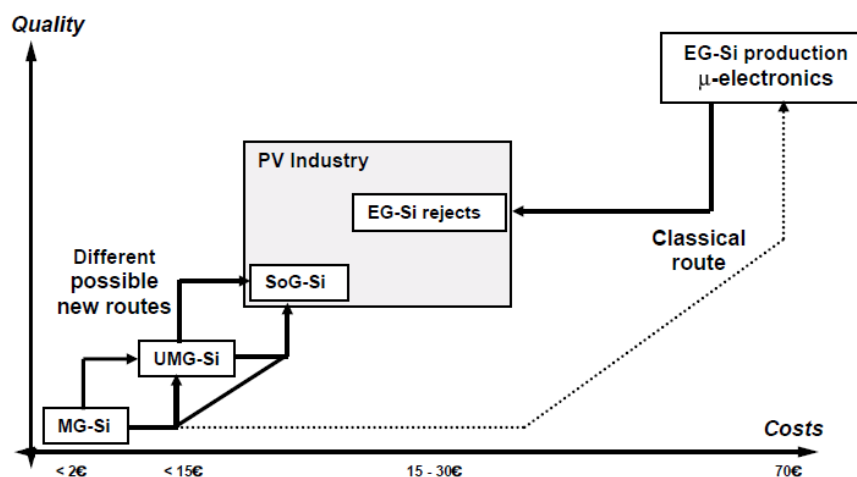 Quality
EG-Si production
μ-electronics
PV Industry
EG-Si rejects
Classical
route
Different
possible
new routes
SoG-Si
UMG-Si
MG-Si
Costs
< 2€
< 15€
15 - 30€
70€